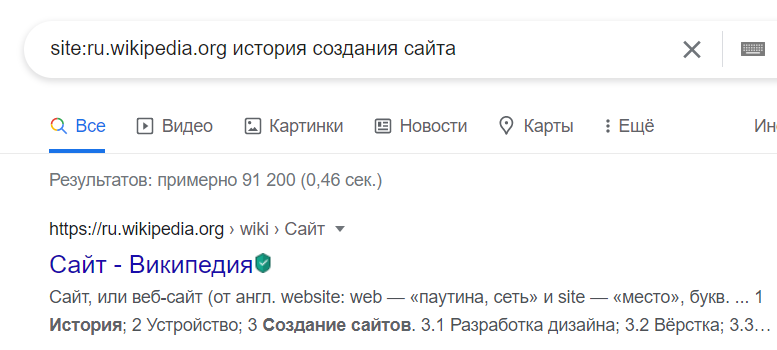 site:ru.wikipedia.org история создания сайта
Все Видео Картинки Новости Карты Ещё
Результатов: примерно 91 200 (0,46 сек.)
https://ru.wikipedia.org › wiki › Сайт
Сайт - Википедия
Сайт, или веб-сайт (от англ. website: web — «паутина, сеть» и site — «место», букв. ... 1
История; 2 Устройство; 3 Создание сайтов. 3.1 Разработка дизайна; 3.2 Вёрстка; 3.3…